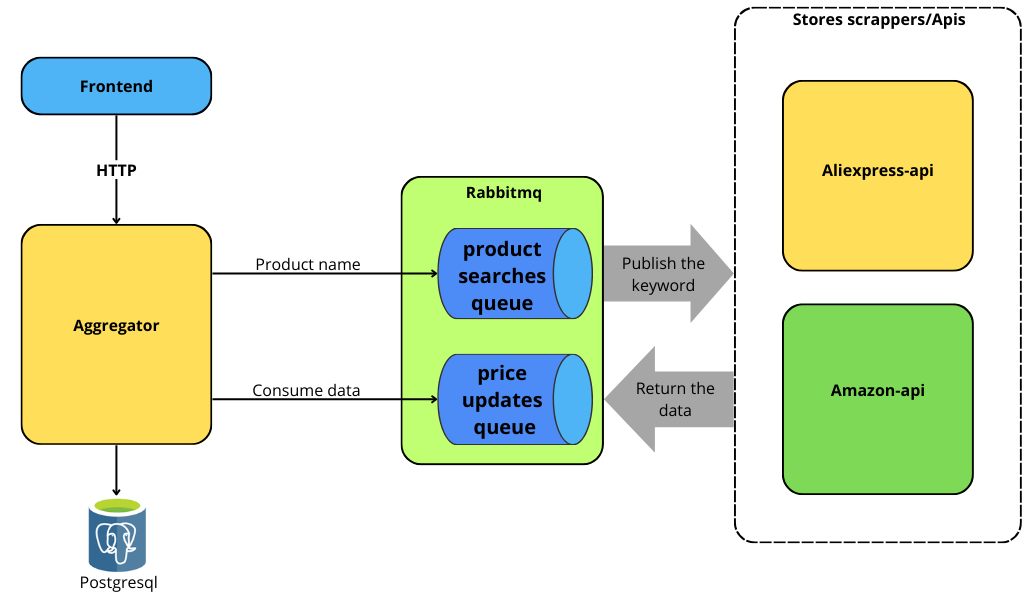 Stores scrappers/Apis
Frontend
HTTP
Aggregator
Product name
Consume data
Postgresql
Rabbitmq
product
searches
queue
price
updates
queue
Publish the
keyword
Return the
data
Aliexpress-api
Amazon-api